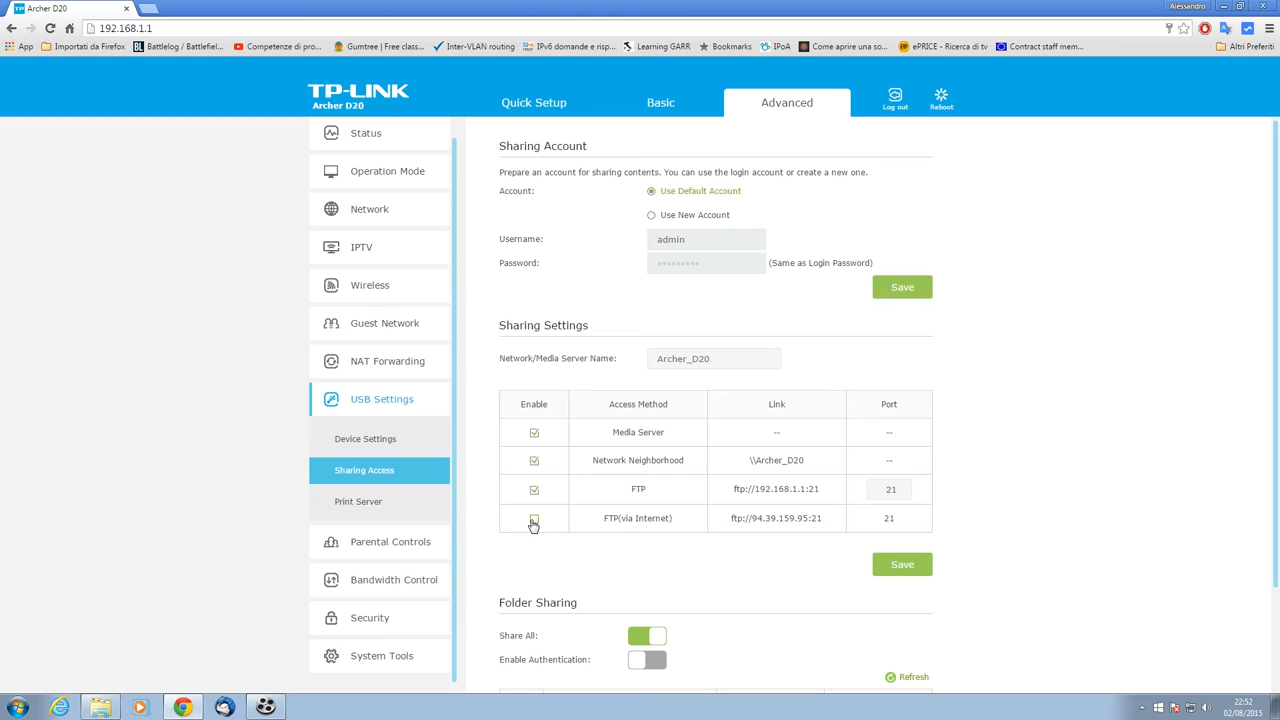 Archer D20
Alessandro
192.168.1.1
App
Importati da Firefox
Battlelog / Battlefiel...
Competenze di pro...
Gumtree | Free class...
Inter-VLAN routing
IPv6 domande e risp...
Learning GARR
Bookmarks
IPoA
Come aprire una so...
ePRICE - Ricerca di tv
Contract staff mem...
Altri Preferiti
TP-LINK
Archer D20
Quick Setup
Basic
Advanced
Log out
Reboot
Status
Operation Mode
Network
IPTV
Wireless
Guest Network
NAT Forwarding
USB Settings
Device Settings
Sharing Access
Print Server
Parental Controls
Bandwidth Control
Security
System Tools
Sharing Account
Prepare an account for sharing contents. You can use the login account or create a new one.
Account:
Use Default Account
Use New Account
Username:
admin
Password:
(Same as Login Password)
Save
Sharing Settings
Network/Media Server Name:
Archer_D20
Enable Access Method Link Port
Media Server -- --
Network Neighborhood \\Archer_D20 --
FTP ftp://192.168.1.1:21 21
FTP(via Internet) ftp://94.39.159.95:21 21
Save
Folder Sharing
Share All:
Enable Authentication:
Refresh
22:52
02/08/2015